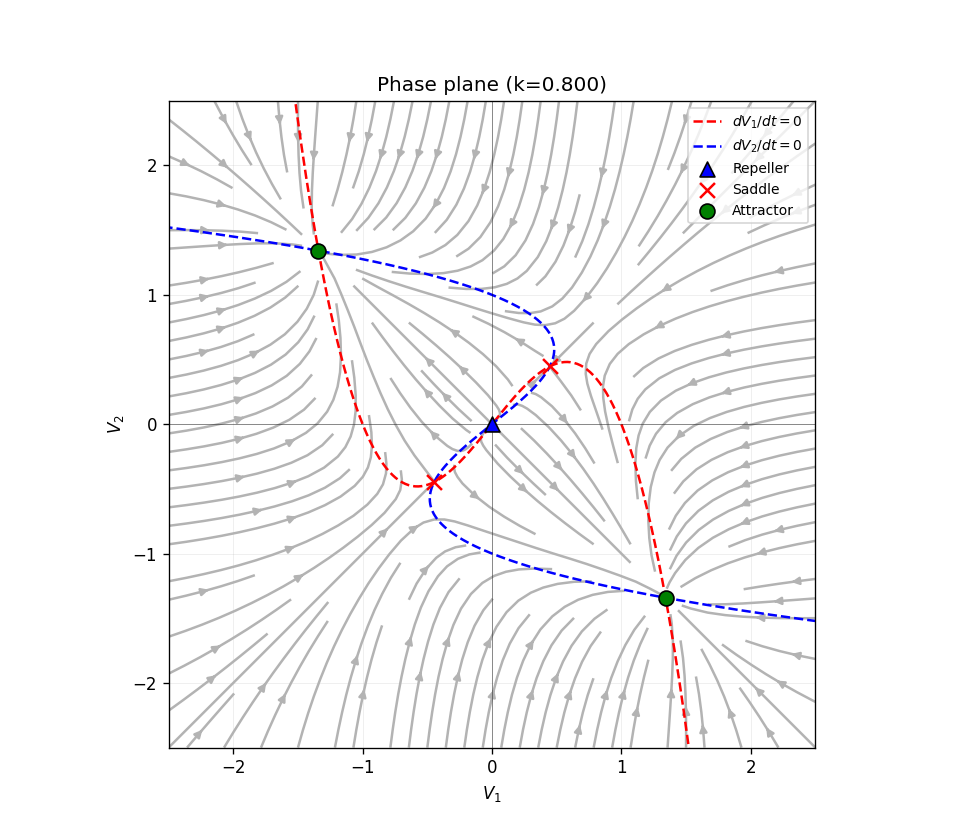 Phase plane (k=0.800)
dV₁/dt = 0
dV₂/dt = 0
Repeller
Saddle
Attractor
2
1
0
−1
−2
V₂
−2
−1
0
1
2
V₁